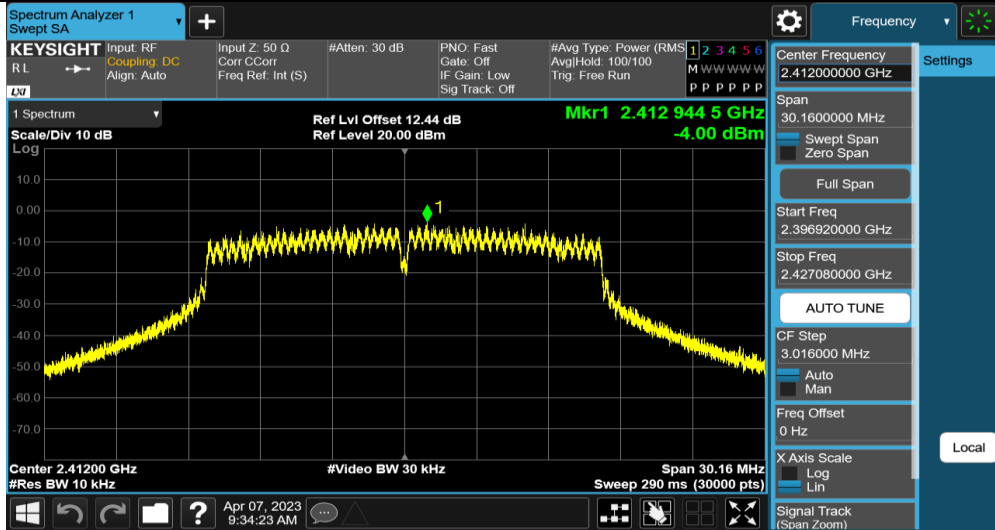 Spectrum Analyzer 1
Swept SA
+
Frequency
KEYSIGHT
R L
LXI
Input: RF
Coupling: DC
Align: Auto
Input Z: 50 Ω
Corr CCorr
Freq Ref: Int (S)
#Atten: 30 dB
PNO: Fast
Gate: Off
IF Gain: Low
Sig Track: Off
#Avg Type: Power (RMS
Avg|Hold: 100/100
Trig: Free Run
1 2 3 4 5 6
M W W W W W
P P P P P P
1 Spectrum
Scale/Div 10 dB
Log
Ref Lvl Offset 12.44 dB
Ref Level 20.00 dBm
Mkr1 2.412 944 5 GHz
-4.00 dBm
10.0
0.00
-10.0
-20.0
-30.0
-40.0
-50.0
-60.0
-70.0
1
Center 2.41200 GHz
#Res BW 10 kHz
#Video BW 30 kHz
Span 30.16 MHz
Sweep 290 ms (30000 pts)
Center Frequency
2.412000000 GHz
Span
30.1600000 MHz
Swept Span
Zero Span
Full Span
Start Freq
2.396920000 GHz
Stop Freq
2.427080000 GHz
AUTO TUNE
CF Step
3.016000 MHz
Auto
Man
Freq Offset
0 Hz
X Axis Scale
Log
Lin
Signal Track
(Span Zoom)
Settings
Local
?
Apr 07, 2023
9:34:23 AM